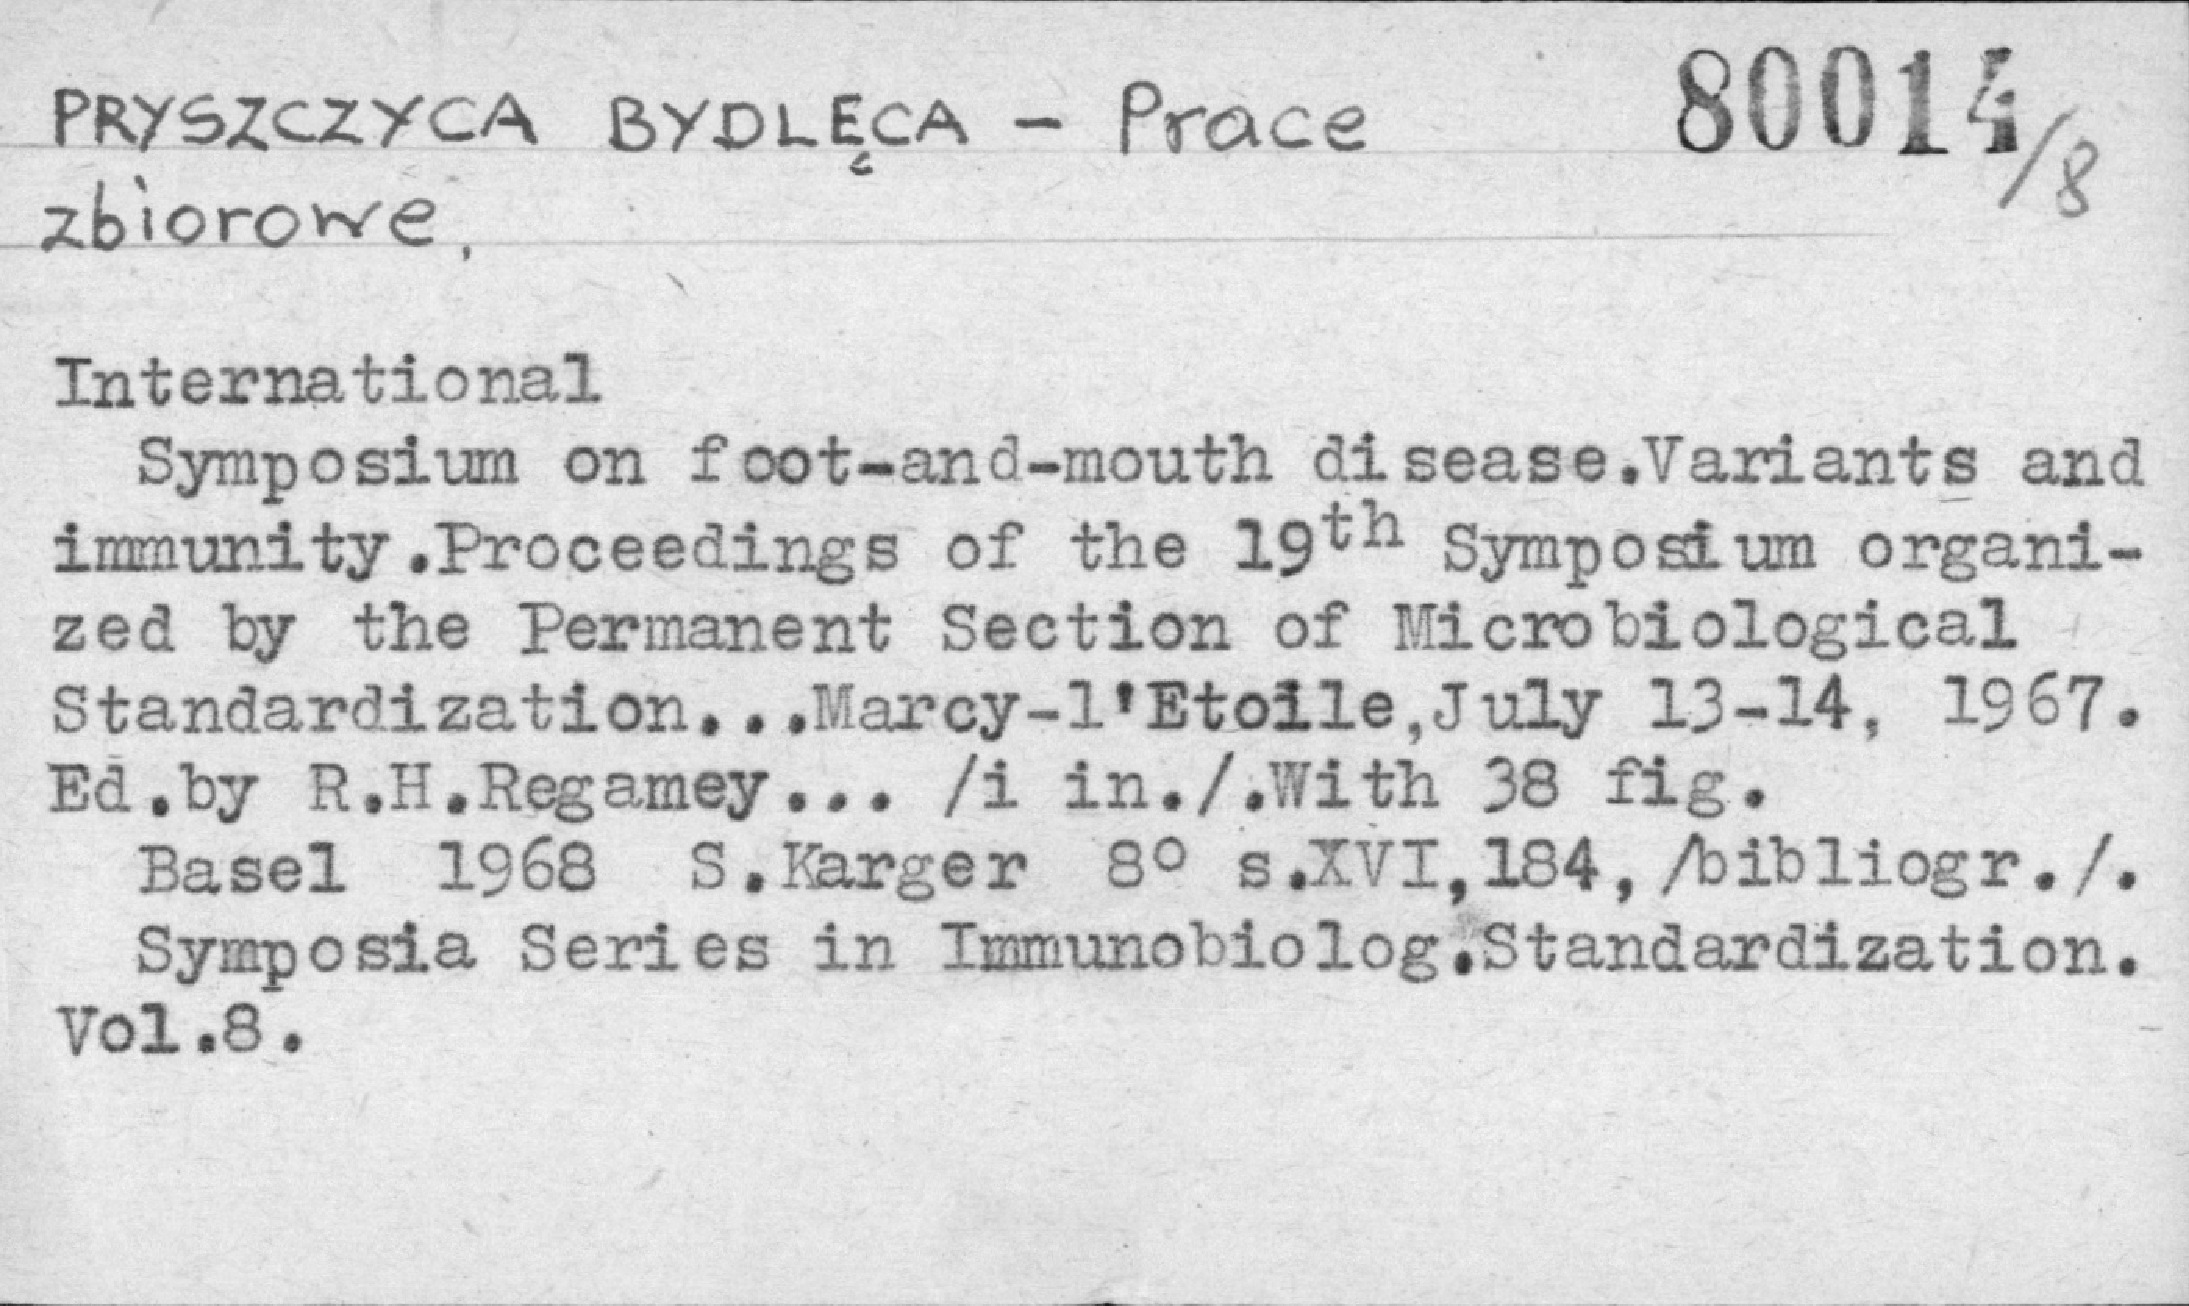 PRYSZCZYCA BYDLĘCA – Prace 80014/8
zbiorowe.
International
Symposium on foot-and-mouth disease.Variants and
immunity.Proceedings of the 19th Symposium organi-
zed by the Permanent Section of Microbiological
Standardization...Marcy-l'Etoile,July 13-14, 1967.
Ed.by R.H.Regamey... /i in./.With 38 fig.
Basel 1968 S.Karger 8° s.XVI,184,/bibliogr./.
Symposia Series in Immunobiolog.Standardization.
Vol.8.